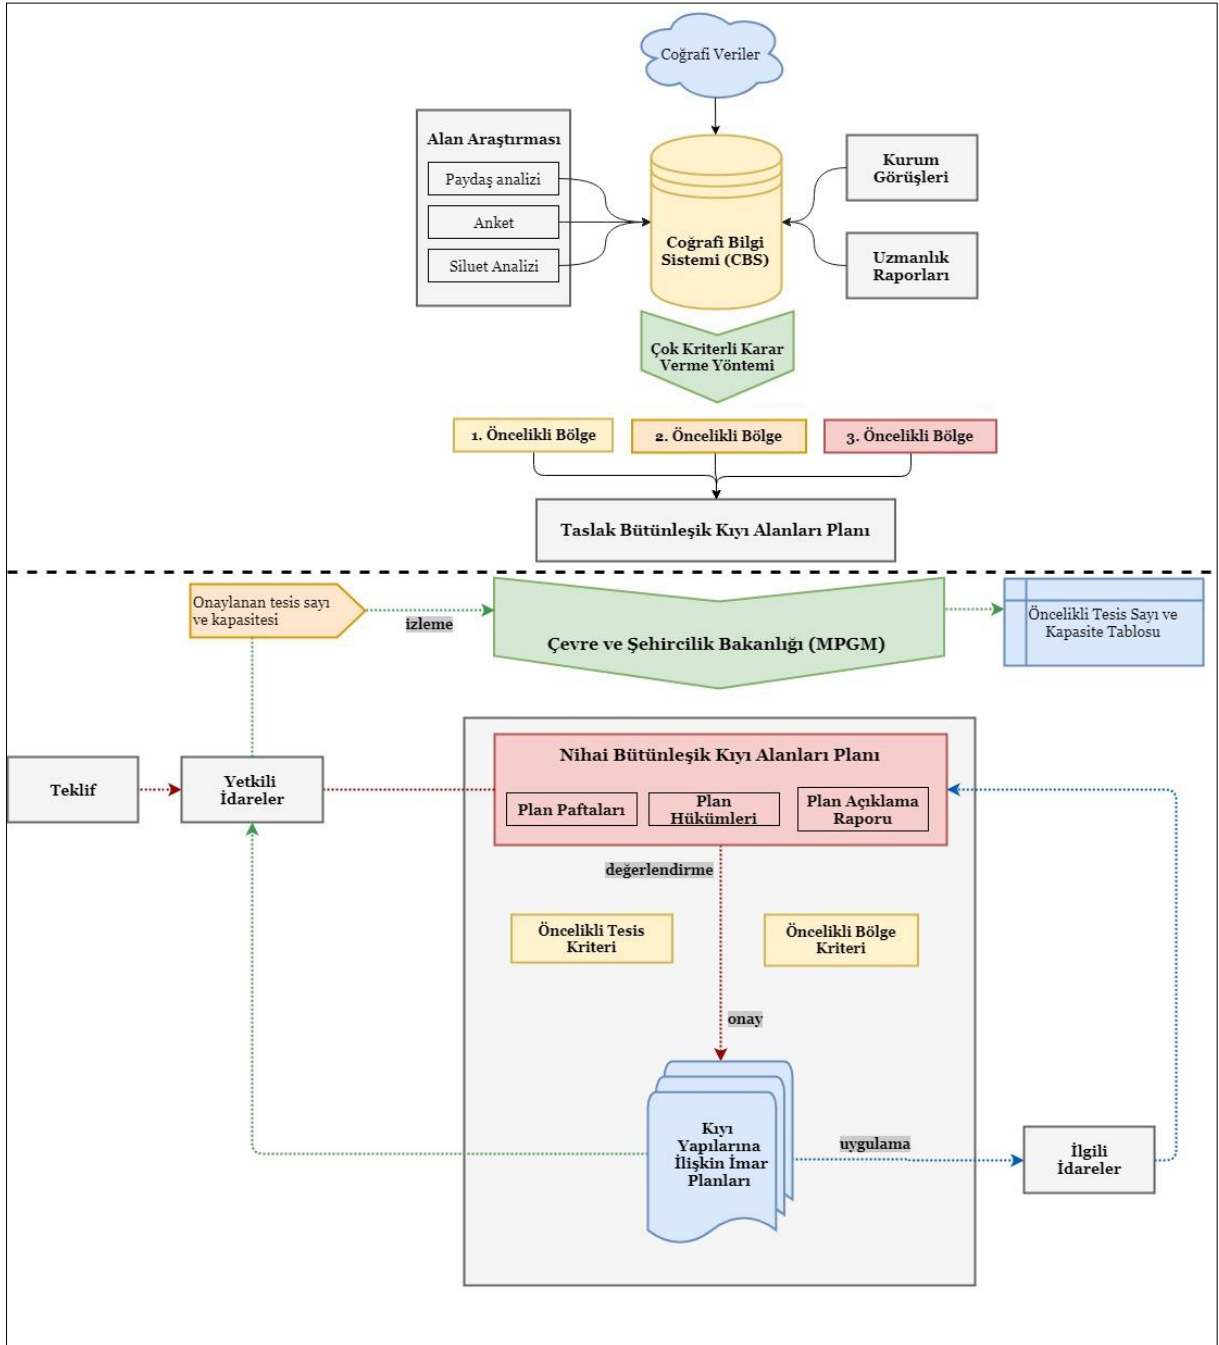 Coğrafi Veriler
Alan Araştırması
Paydaş analizi
Anket
Siluet Analizi
Coğrafi Bilgi
Sistemi (CBS)
Kurum
Görüşleri
Uzmanlık
Raporları
Çok Kriterli Karar
Verme Yöntemi
1. Öncelikli Bölge
2. Öncelikli Bölge
3. Öncelikli Bölge
Taslak Bütünleşik Kıyı Alanları Planı
Onaylanan tesis sayı
ve kapasitesi
izleme
Çevre ve Şehircilik Bakanlığı (MPGM)
Öncelikli Tesis Sayı ve
Kapasite Tablosu
Teklif
Yetkili
İdareler
Nihai Bütünleşik Kıyı Alanları Planı
Plan Paftaları
Plan
Hükümleri
Plan Açıklama
Raporu
değerlendirme
Öncelikli Tesis
Kriteri
Öncelikli Bölge
Kriteri
onay
Kıyı
Yapılarına
İlişkin İmar
Planları
uygulama
İlgili
İdareler